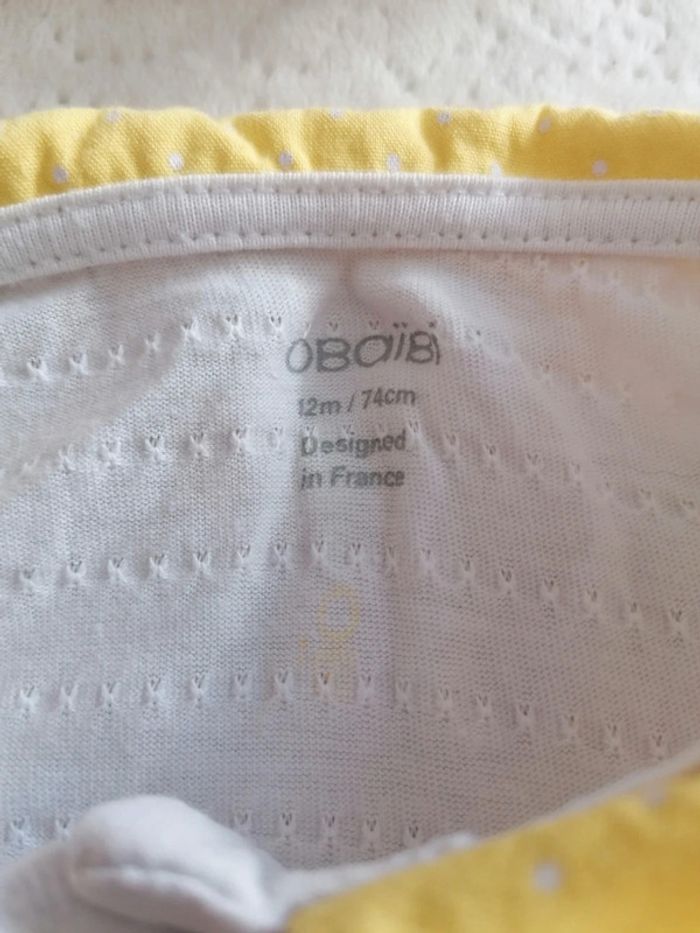 OBaïBi
12m / 74cm
Designed
in France